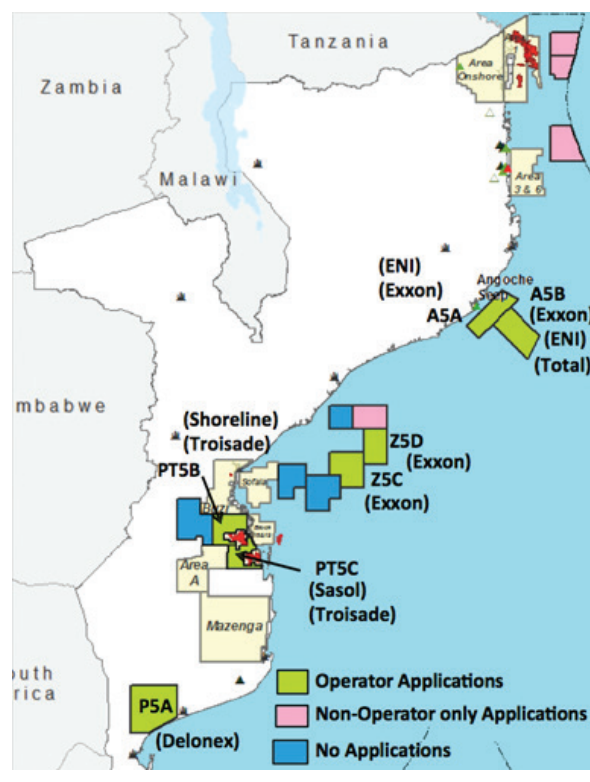 Tanzania
Area
Onshore
Zambia
Malawi
Area
3 & 6
(ENI)
(Exxon)
Angoche
Seep
A5A
A5B
(Exxon)
(ENI)
(Total)
mbabwe
(Shoreline)
(Troisade)
PT5B
Sofala
Z5D
(Exxon)
Z5C
(Exxon)
PT5C
(Sasol)
(Troisade)
Area
A
Mazenga
outh
rica
P5A
(Delonex)
Operator Applications
Non-Operator only Applications
No Applications